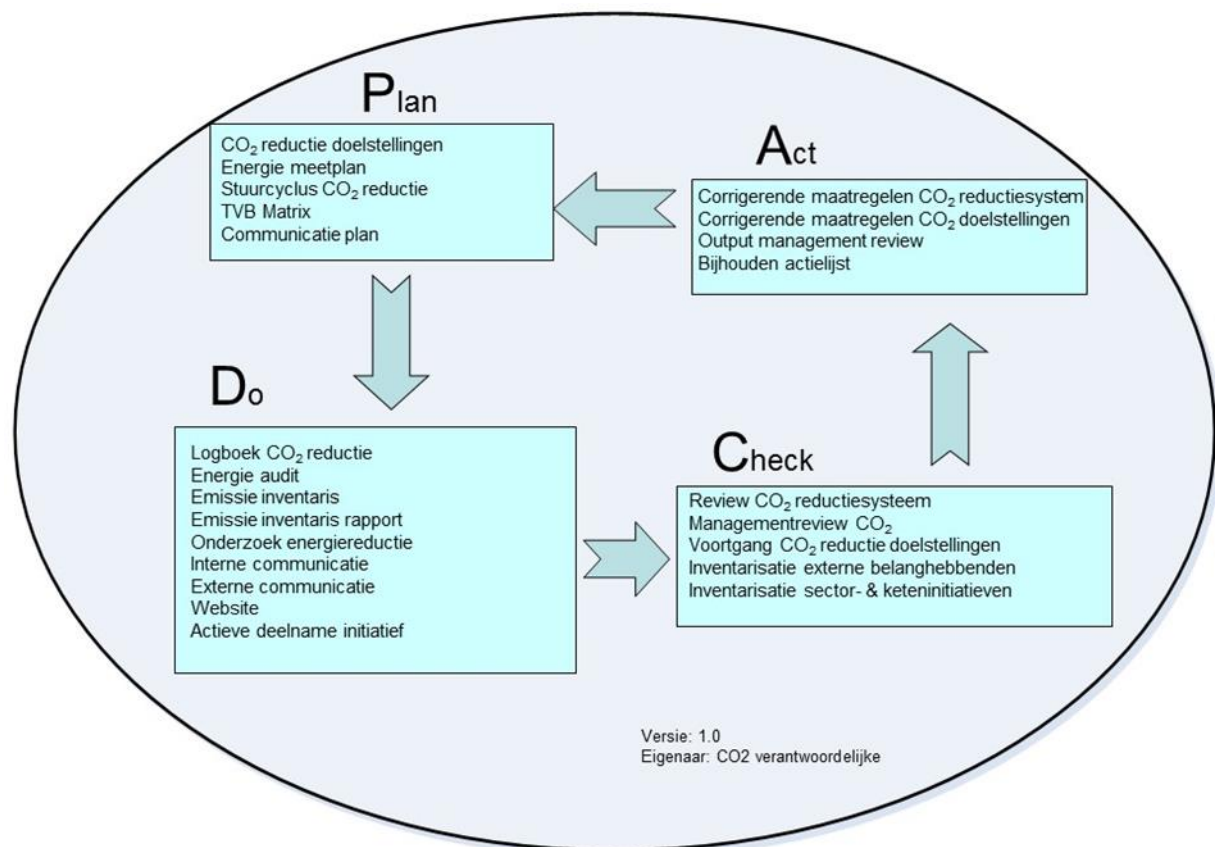 Plan
CO₂ reductie doelstellingen
Energie meetplan
Stuurcyclus CO₂ reductie
TVB Matrix
Communicatie plan
Act
Corrigerende maatregelen CO₂ reductiesystem
Corrigerende maatregelen CO₂ doelstellingen
Output management review
Bijhouden actielijst
Do
Logboek CO₂ reductie
Energie audit
Emissie inventaris
Emissie inventaris rapport
Onderzoek energiereductie
Interne communicatie
Externe communicatie
Website
Actieve deelname initiatief
Check
Review CO₂ reductiesysteem
Managementreview CO₂
Voortgang CO₂ reductie doelstellingen
Inventarisatie externe belanghebbenden
Inventarisatie sector- & keteninitiatieven
Versie: 1.0
Eigenaar: CO2 verantwoordelijke